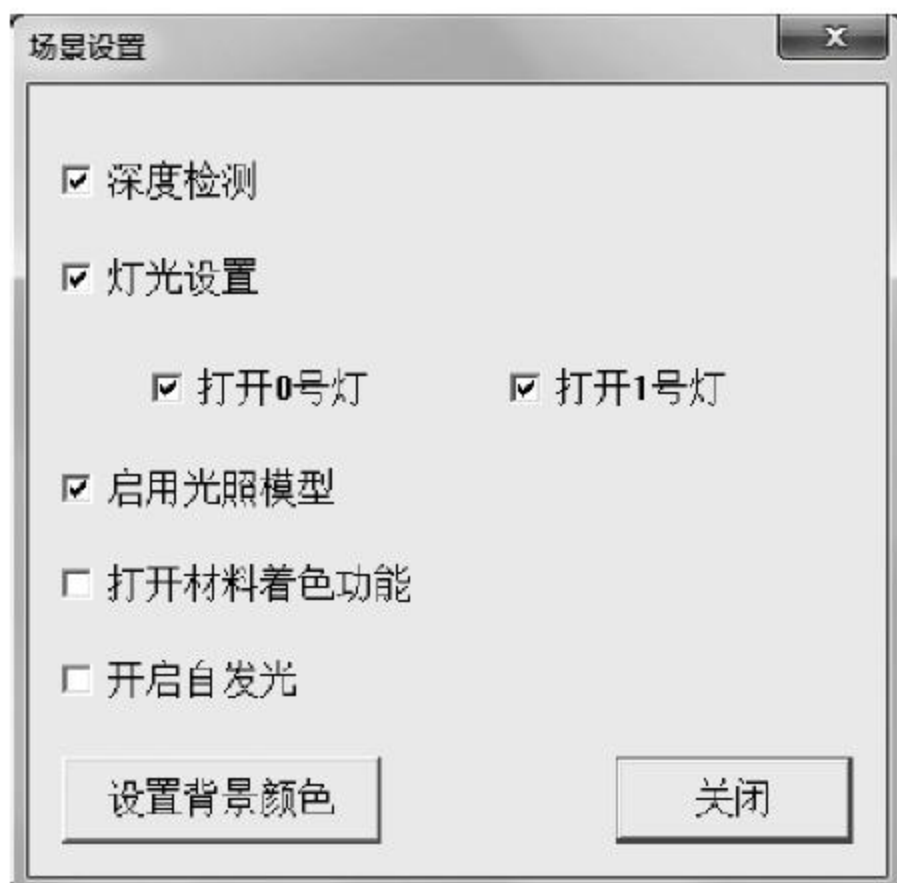 场景设置
深度检测
灯光设置
打开0号灯 打开1号灯
启用光照模型
打开材料着色功能
开启自发光
设置背景颜色 关闭